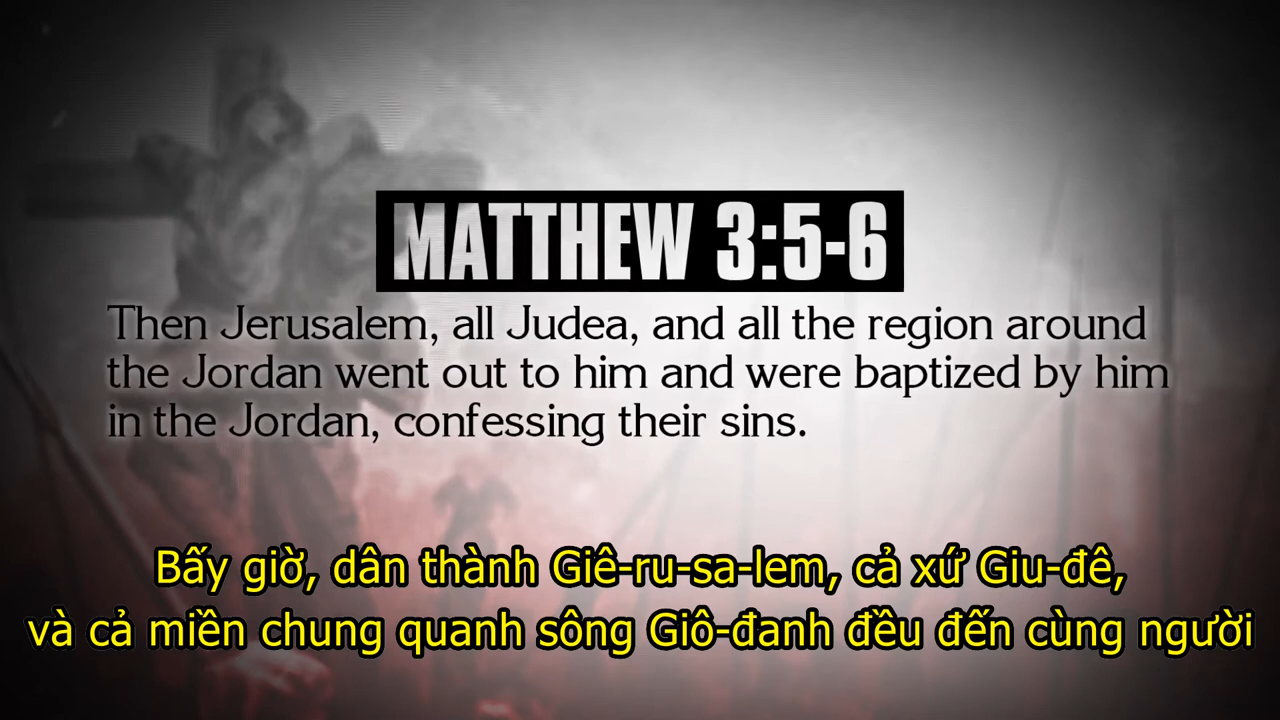 MATTHEW 3:5-6
Then Jerusalem, all Judea, and all the region around
the Jordan went out to him and were baptized by him
in the Jordan, confessing their sins.
Bấy giờ, dân thành Giê-ru-sa-lem, cả xứ Giu-đê,
và cả miền chung quanh sông Giô-đanh đều đến cùng người